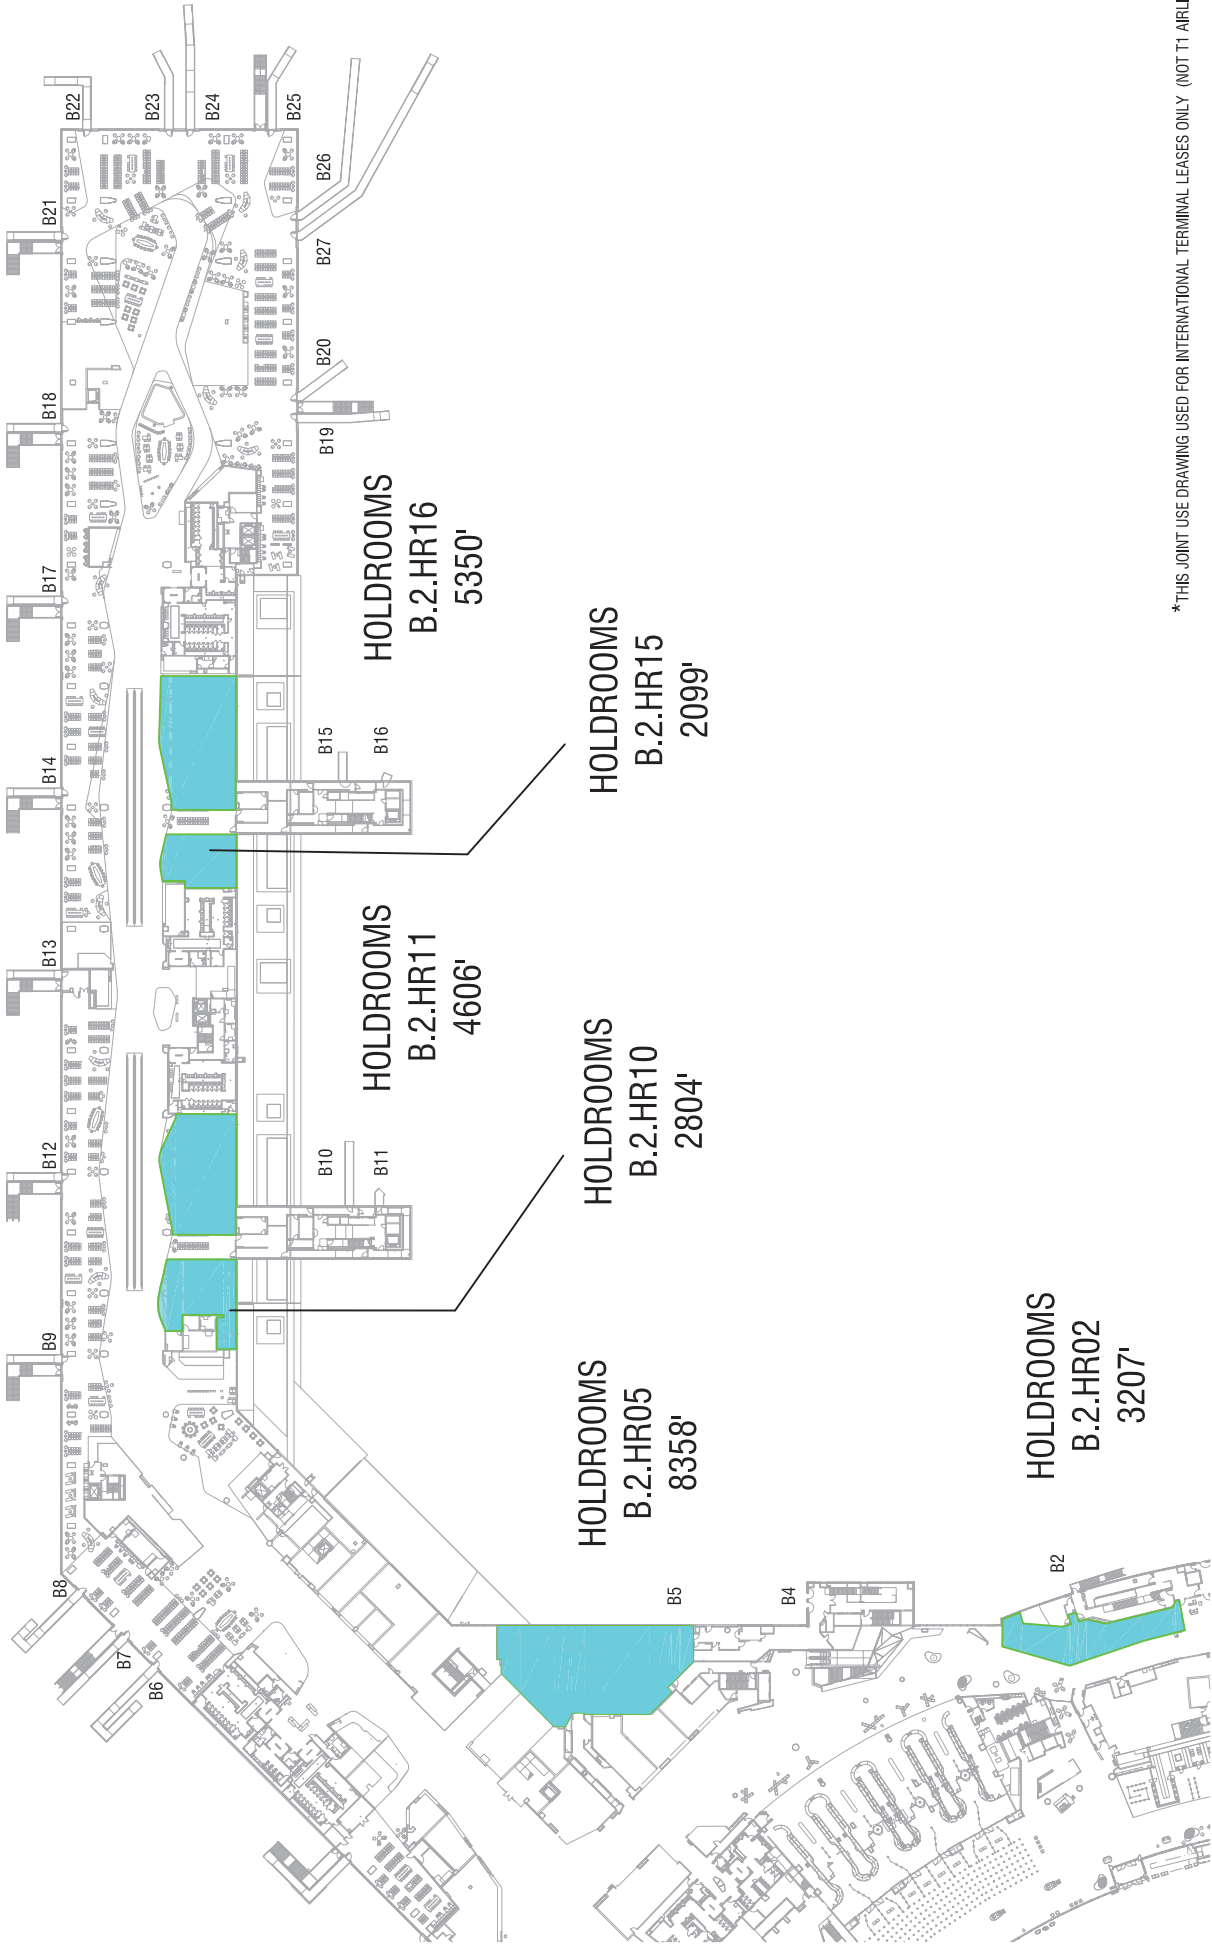 B22
B23
B24
B25
B21
B26
B27
B20
B18
B19
B17
HOLDROOMS
B.2.HR16
5350'
B15
B16
B14
HOLDROOMS
B.2.HR15
2099'
B13
HOLDROOMS
B.2.HR11
4606'
B12
B10
B11
HOLDROOMS
B.2.HR10
2804'
B9
HOLDROOMS
B.2.HR05
8358'
HOLDROOMS
B.2.HR02
3207'
B8
B7
B6
B5
B4
B2
*THIS JOINT USE DRAWING USED FOR INTERNATIONAL TERMINAL LEASES ONLY (NOT T1